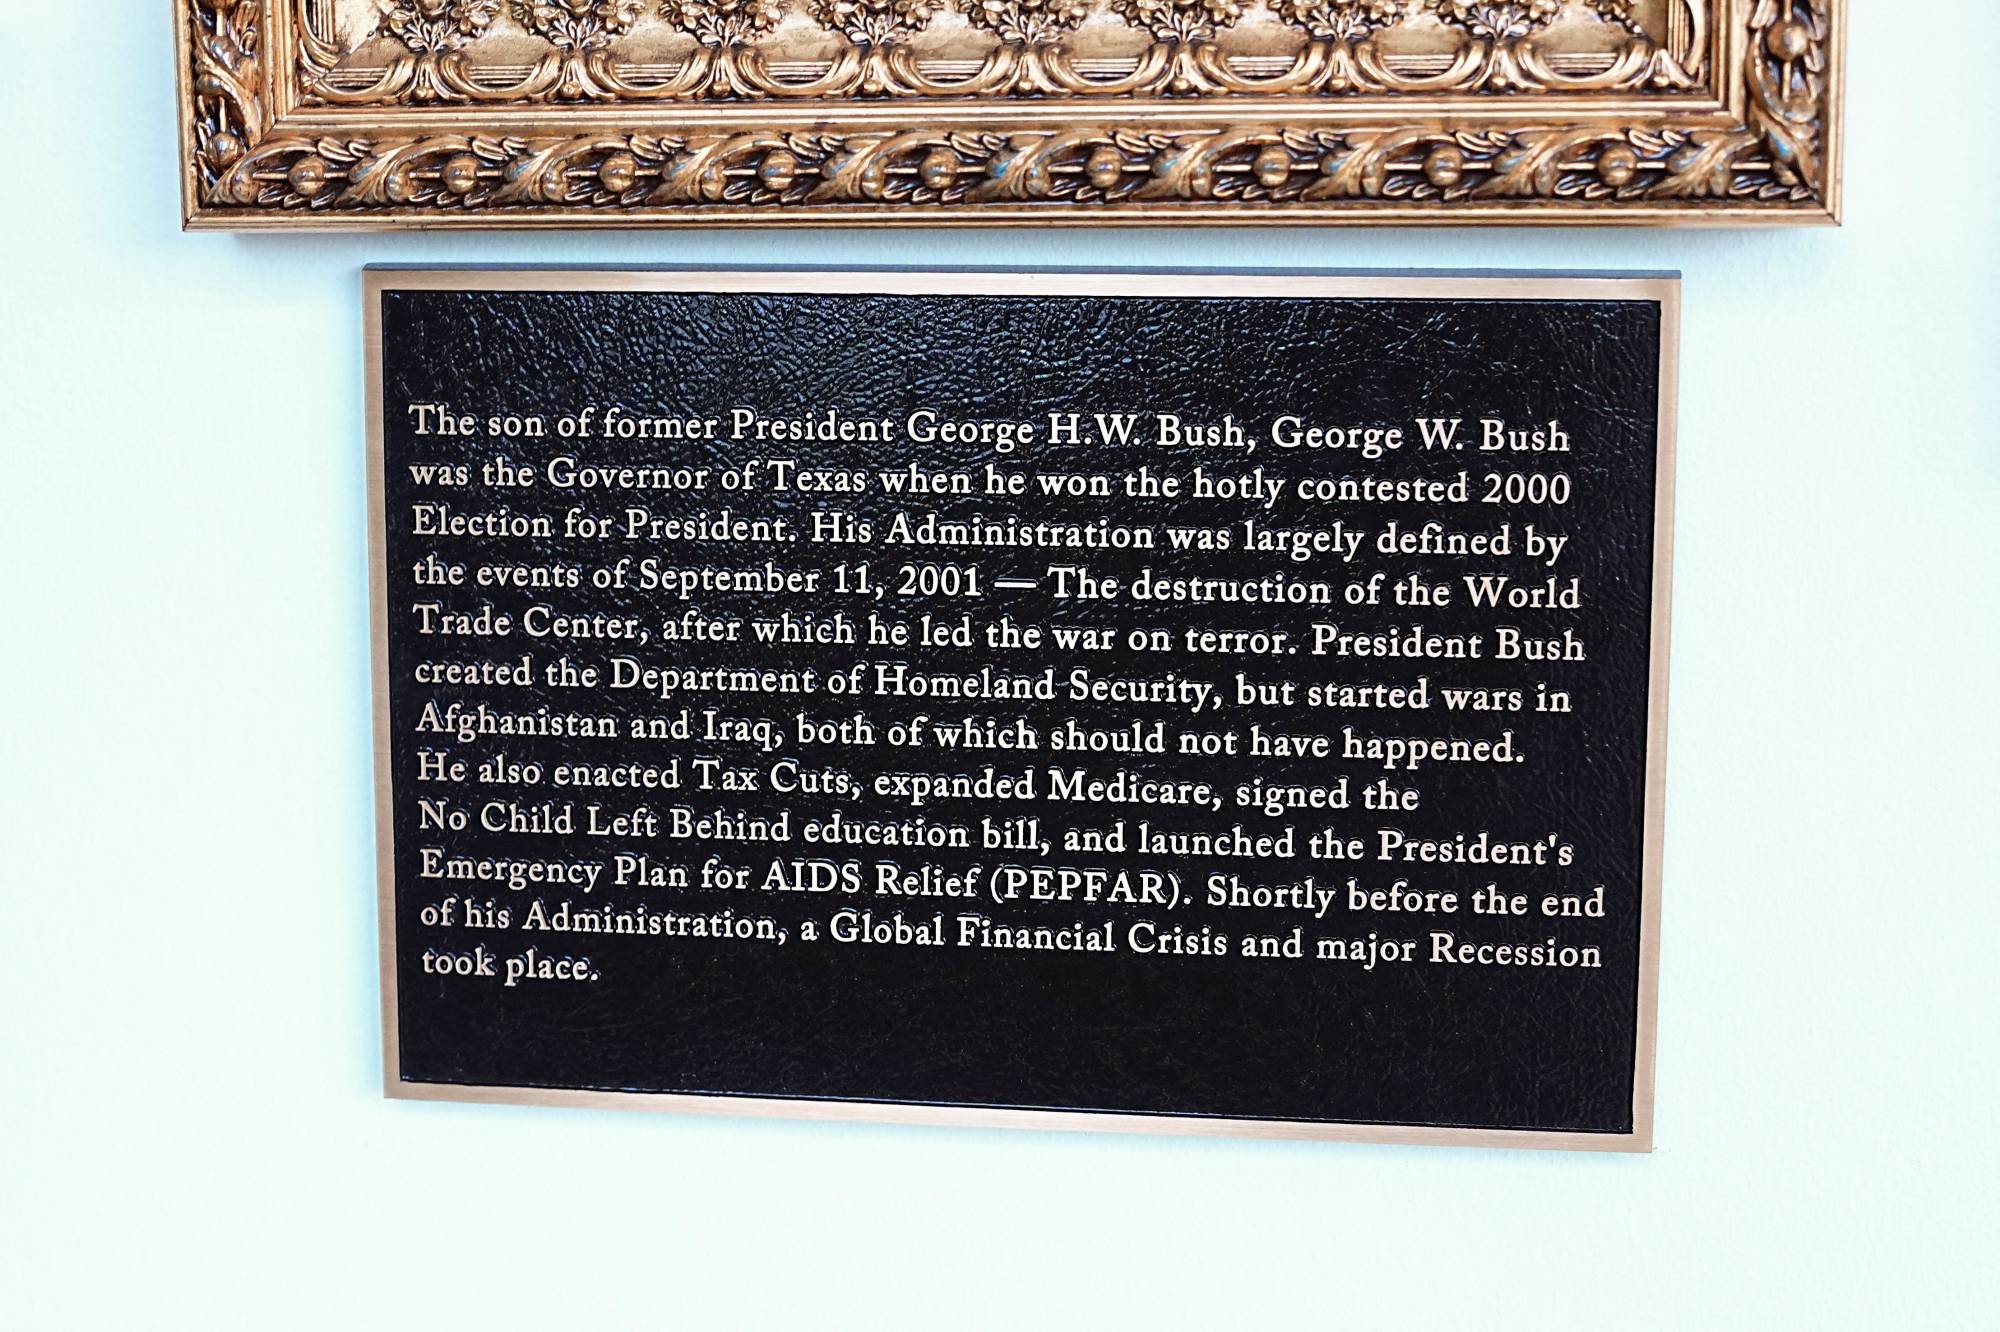 The son of former President George H.W. Bush, George W. Bush
was the Governor of Texas when he won the hotly contested 2000
Election for President. His Administration was largely defined by
the events of September 11, 2001 — The destruction of the World
Trade Center, after which he led the war on terror. President Bush
created the Department of Homeland Security, but started wars in
Afghanistan and Iraq, both of which should not have happened.
He also enacted Tax Cuts, expanded Medicare, signed the
No Child Left Behind education bill, and launched the President's
Emergency Plan for AIDS Relief (PEPFAR). Shortly before the end
of his Administration, a Global Financial Crisis and major Recession
took place.